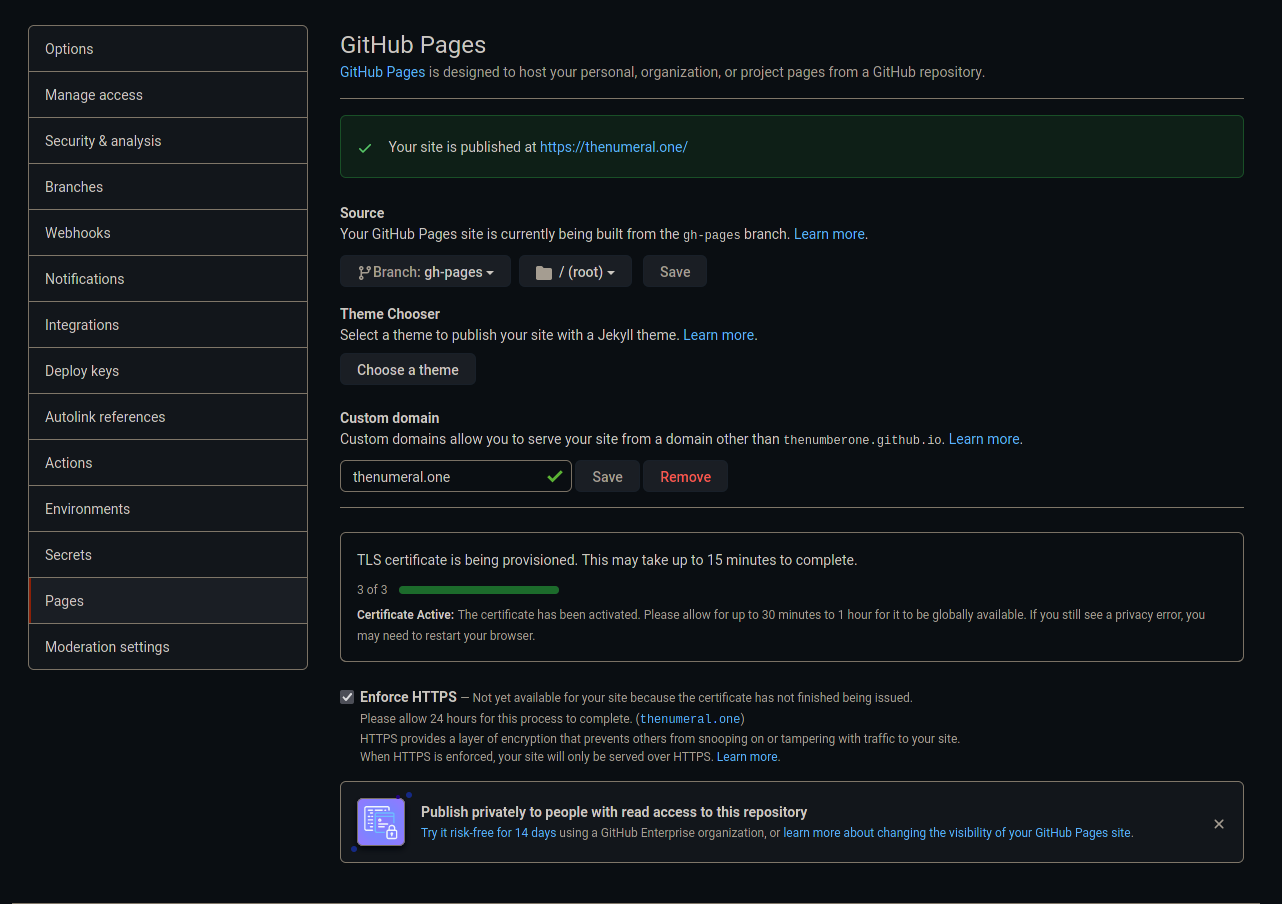 Options
Manage access
Security & analysis
Branches
Webhooks
Notifications
Integrations
Deploy keys
Autolink references
Actions
Environments
Secrets
Pages
Moderation settings
GitHub Pages
GitHub Pages is designed to host your personal, organization, or project pages from a GitHub repository.
Your site is published at https://thenumeral.one/
Source
Your GitHub Pages site is currently being built from the gh-pages branch. Learn more.
Branch: gh-pages / (root) Save
Theme Chooser
Select a theme to publish your site with a Jekyll theme. Learn more.
Choose a theme
Custom domain
Custom domains allow you to serve your site from a domain other than thenumberone.github.io. Learn more.
thenumeral.one Save Remove
TLS certificate is being provisioned. This may take up to 15 minutes to complete.
3 of 3
Certificate Active: The certificate has been activated. Please allow for up to 30 minutes to 1 hour for it to be globally available. If you still see a privacy error, you
may need to restart your browser.
Enforce HTTPS — Not yet available for your site because the certificate has not finished being issued.
Please allow 24 hours for this process to complete. (thenumeral.one)
HTTPS provides a layer of encryption that prevents others from snooping on or tampering with traffic to your site.
When HTTPS is enforced, your site will only be served over HTTPS. Learn more.
Publish privately to people with read access to this repository
Try it risk-free for 14 days using a GitHub Enterprise organization, or learn more about changing the visibility of your GitHub Pages site.